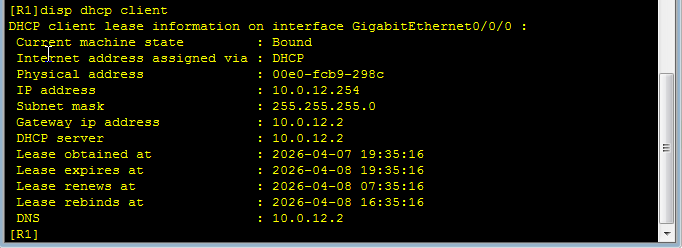 [R1]disp dhcp client
DHCP client lease information on interface GigabitEthernet0/0/0 :
Current machine state : Bound
Internet address assigned via : DHCP
Physical address : 00e0-fcb9-298c
IP address : 10.0.12.254
Subnet mask : 255.255.255.0
Gateway ip address : 10.0.12.2
DHCP server : 10.0.12.2
Lease obtained at : 2026-04-07 19:35:16
Lease expires at : 2026-04-08 19:35:16
Lease renews at : 2026-04-08 07:35:16
Lease rebinds at : 2026-04-08 16:35:16
DNS : 10.0.12.2
[R1]